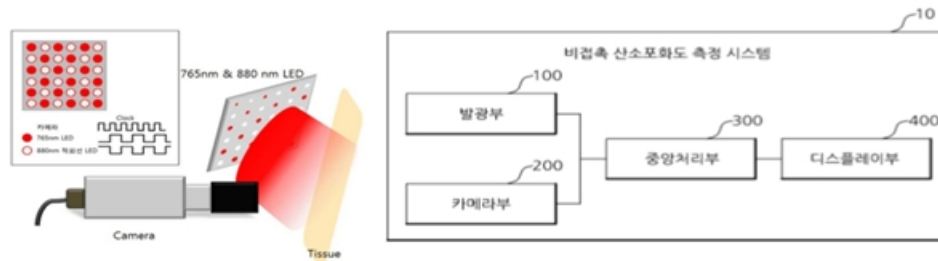 765nm & 880 nm LED
Clock
카메라
765nm LED
880nm 적외선 LED
Camera
Tissue
10
비접촉 산소포화도 측정 시스템
100
발광부
200
카메라부
300
중앙처리부
400
디스플레이부